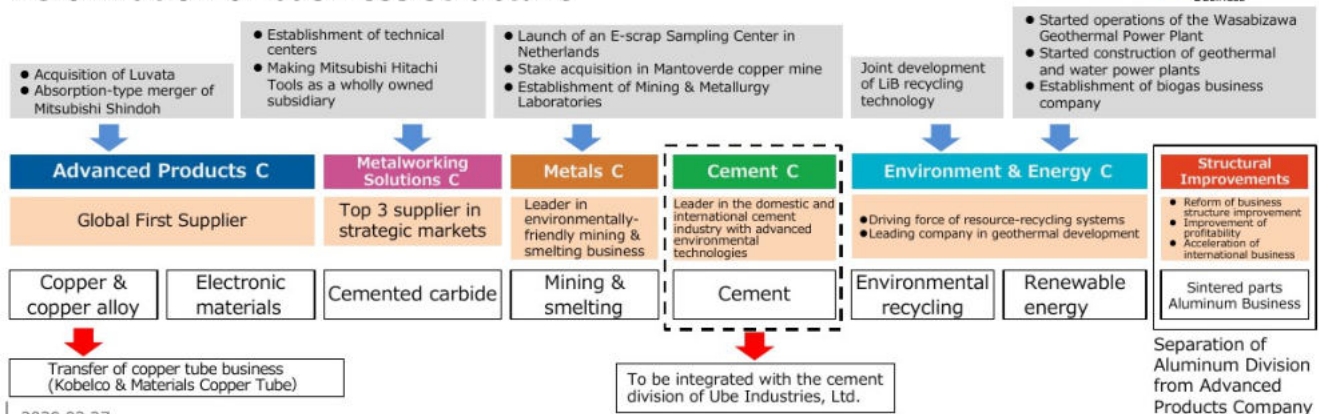 ● Establishment of technical
centers
● Making Mitsubishi Hitachi
Tools as a wholly owned
subsidiary
● Launch of an E-scrap Sampling Center in
Netherlands
● Stake acquisition in Mantoverde copper mine
● Establishment of Mining & Metallurgy
Laboratories
● Started operations of the Wasabizawa
Geothermal Power Plant
● Started construction of geothermal
and water power plants
● Establishment of biogas business
company
● Acquisition of Luvata
● Absorption-type merger of
Mitsubishi Shindoh
Joint development
of LiB recycling
technology
Advanced Products C
Metalworking
Solutions C
Metals C
Cement C
Environment & Energy C
Structural
Improvements
Global First Supplier
Top 3 supplier in
strategic markets
Leader in
environmentally-
friendly mining &
smelting business
Leader in the domestic and
international cement
industry with advanced
environmental
technologies
●Driving force of resource-recycling systems
●Leading company in geothermal development
● Reform of business
structure improvement
● Improvement of
profitability
● Acceleration of
international business
Copper &
copper alloy
Electronic
materials
Cemented carbide
Mining &
smelting
Cement
Environmental
recycling
Renewable
energy
Sintered parts
Aluminum Business
Transfer of copper tube business
(Kobelco & Materials Copper Tube)
To be integrated with the cement
division of Ube Industries, Ltd.
Separation of
Aluminum Division
from Advanced
Products Company